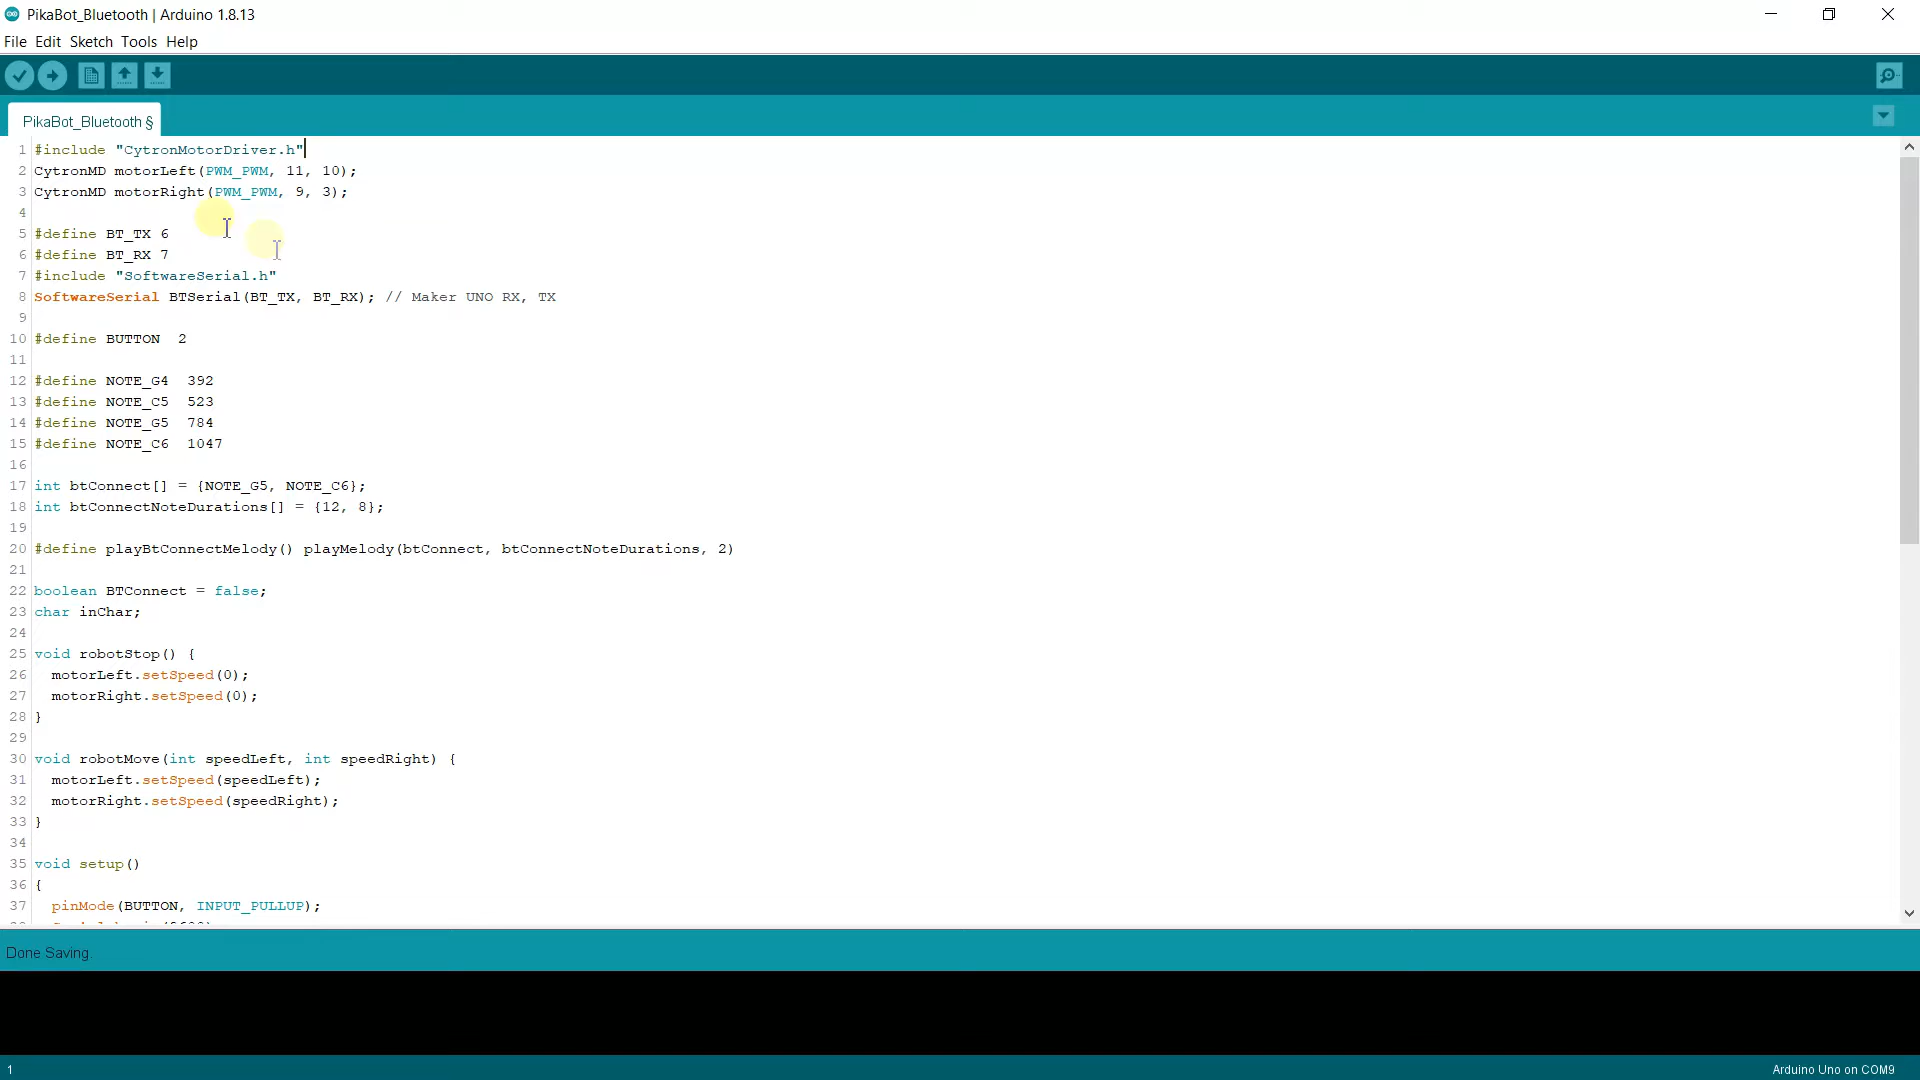 PikaBot_Bluetooth | Arduino 1.8.13
File Edit Sketch Tools Help
PikaBot_Bluetooth §
1 #include "CytronMotorDriver.h"
2 CytronMD motorLeft(PWM_PWM, 11, 10);
3 CytronMD motorRight(PWM_PWM, 9, 3);
4
5 #define BT_TX 6
6 #define BT_RX 7
7 #include "SoftwareSerial.h"
8 SoftwareSerial BTSerial(BT_TX, BT_RX); // Maker UNO RX, TX
9
10 #define BUTTON  2
11
12 #define NOTE_G4  392
13 #define NOTE_C5  523
14 #define NOTE_G5  784
15 #define NOTE_C6  1047
16
17 int btConnect[] = {NOTE_G5, NOTE_C6};
18 int btConnectNoteDurations[] = {12, 8};
19
20 #define playBtConnectMelody() playMelody(btConnect, btConnectNoteDurations, 2)
21
22 boolean BTConnect = false;
23 char inChar;
24
25 void robotStop() {
26   motorLeft.setSpeed(0);
27   motorRight.setSpeed(0);
28 }
29
30 void robotMove(int speedLeft, int speedRight) {
31   motorLeft.setSpeed(speedLeft);
32   motorRight.setSpeed(speedRight);
33 }
34
35 void setup()
36 {
37   pinMode(BUTTON, INPUT_PULLUP);
Done Saving.
1
Arduino Uno on COM9